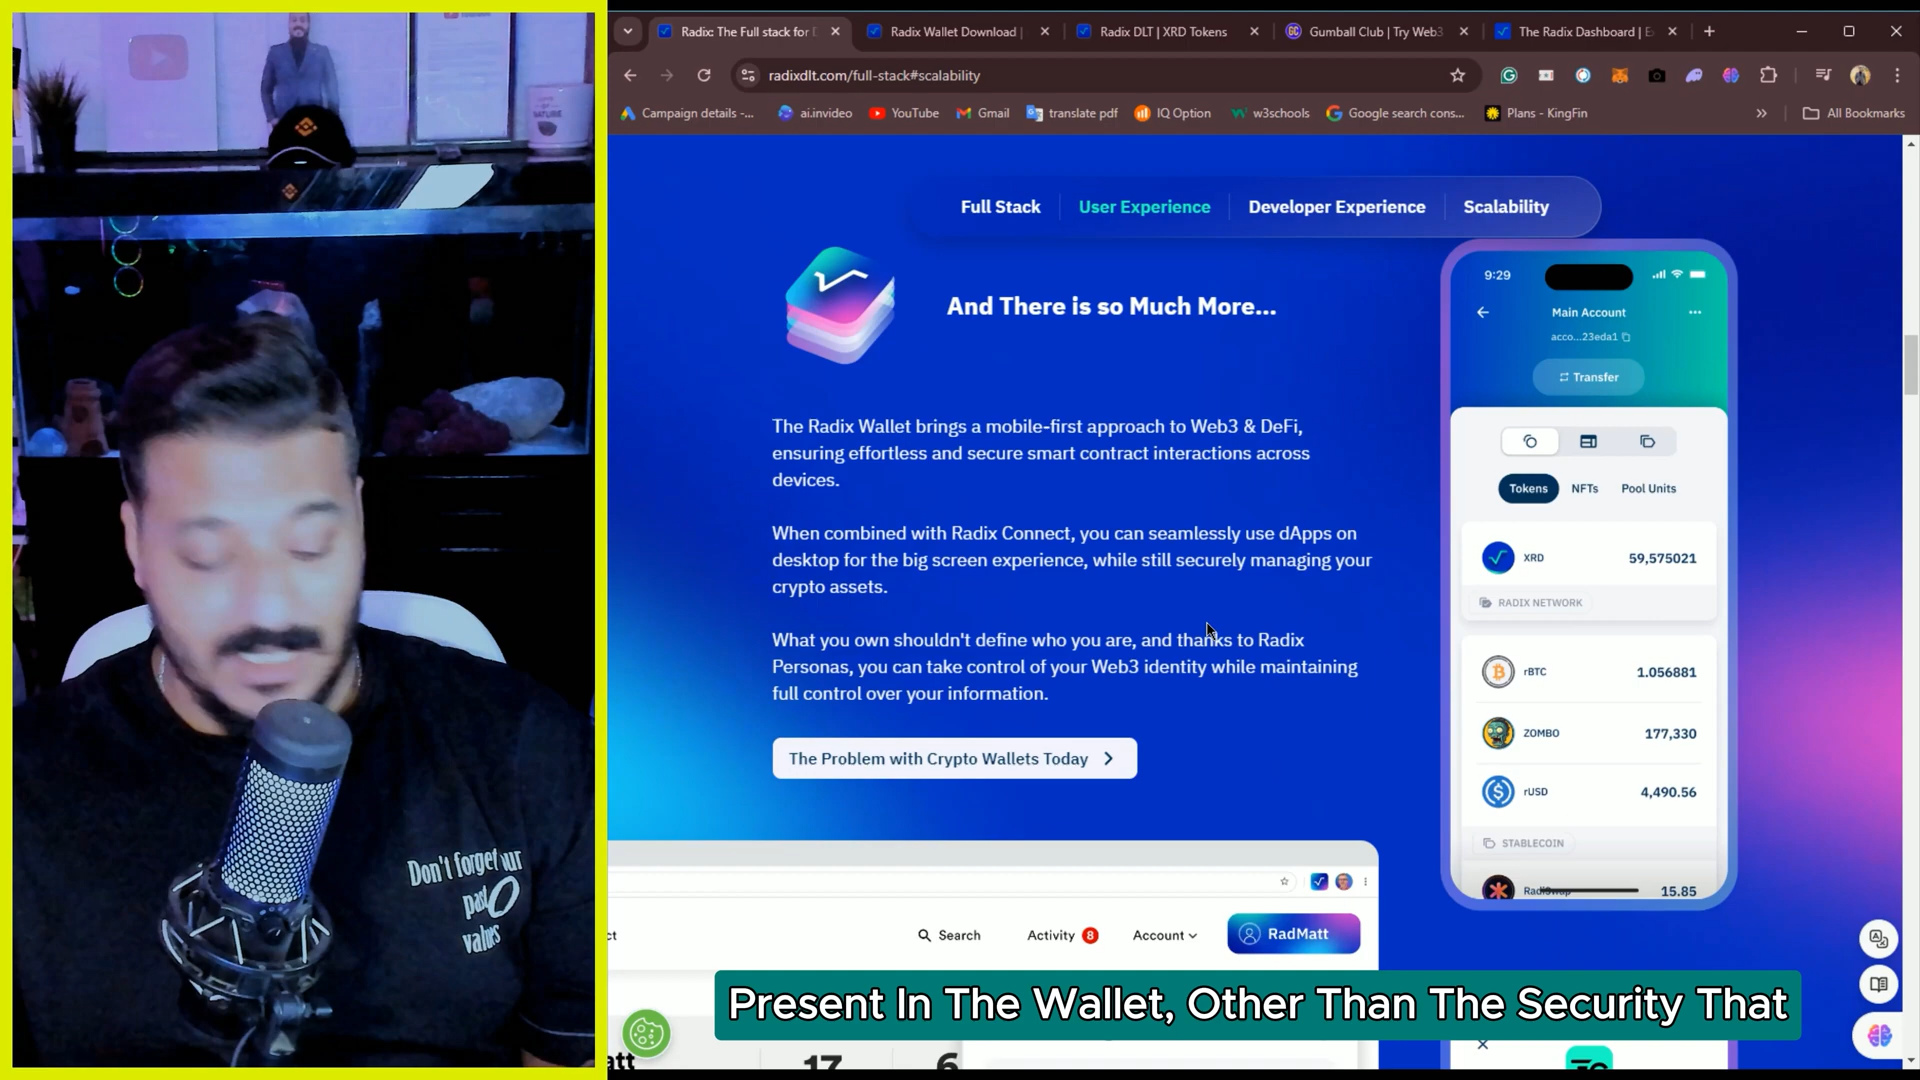 Radix: The Full stack for
Radix Wallet Download |
Radix DLT | XRD Tokens
Gumball Club | Try Web3
The Radix Dashboard |
radixdlt.com/full-stack#scalability
Campaign details -...
ai.invideo
YouTube
Gmail
translate pdf
IQ Option
w3schools
Google search cons...
Plans - KingFin
All Bookmarks
Full Stack
User Experience
Developer Experience
Scalability
And There is so Much More...
The Radix Wallet brings a mobile-first approach to Web3 & DeFi,
ensuring effortless and secure smart contract interactions across
devices.
When combined with Radix Connect, you can seamlessly use dApps on
desktop for the big screen experience, while still securely managing your
crypto assets.
What you own shouldn't define who you are, and thanks to Radix
Personas, you can take control of your Web3 identity while maintaining
full control over your information.
The Problem with Crypto Wallets Today
9:29
Main Account
acco...23eda1
Transfer
Tokens
NFTs
Pool Units
XRD
59,575021
RADIX NETWORK
rBTC
1.056881
ZOMBO
177,330
rUSD
4,490.56
STABLECOIN
15.85
ct
Search
Activity 8
Account
RadMatt
att
17
6
Don't forget
past
values
Present In The Wallet, Other Than The Security That